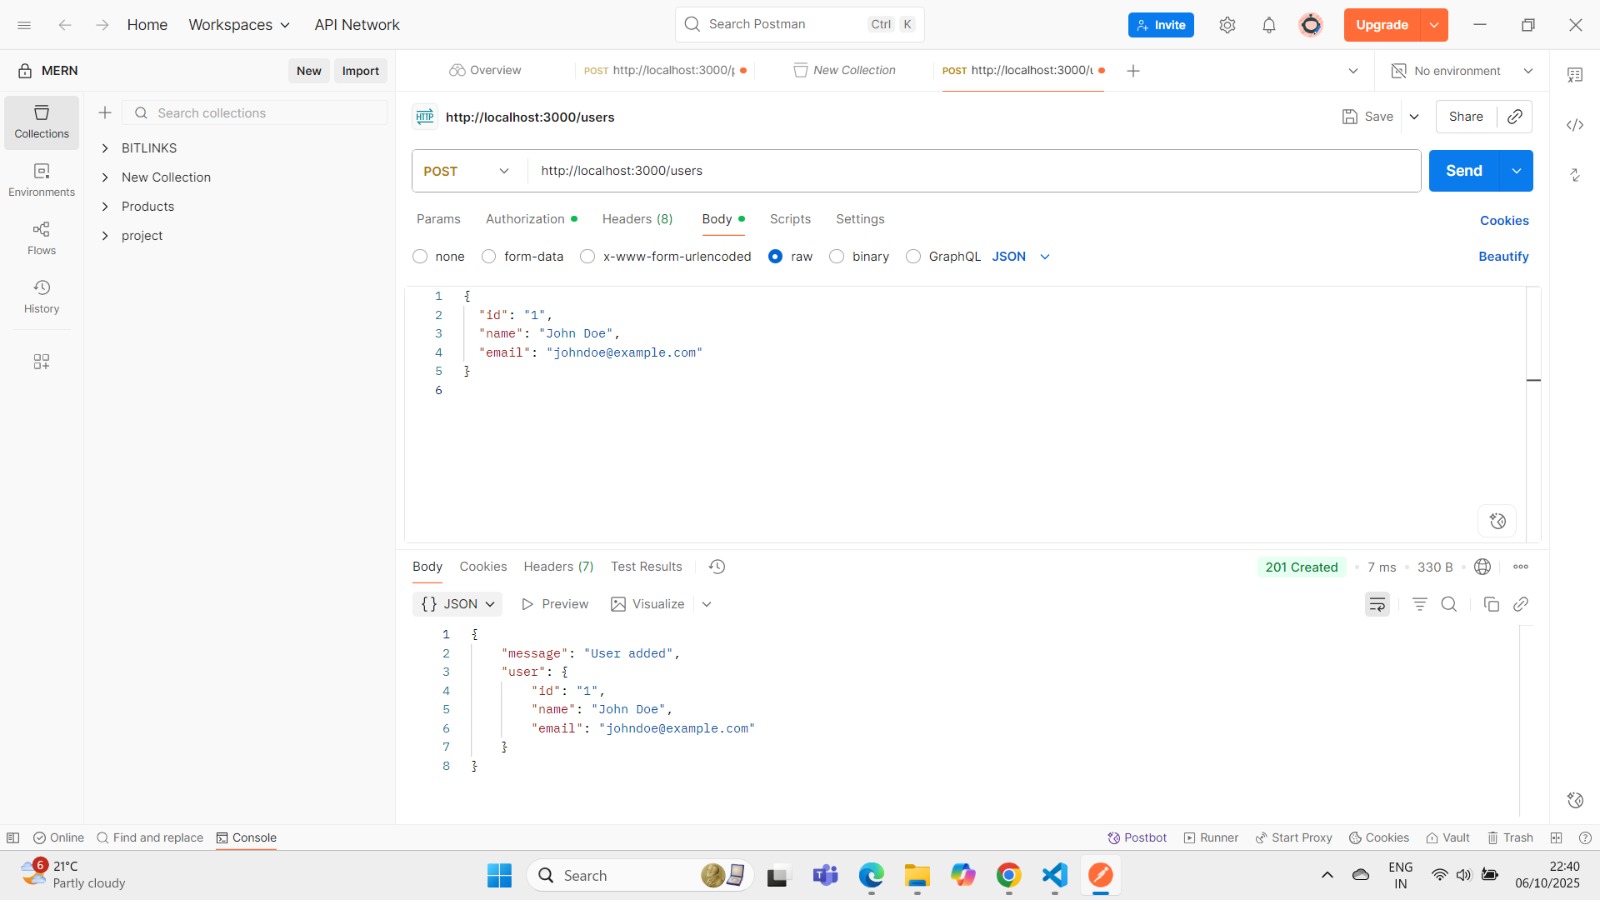 Home Workspaces API Network Search Postman Ctrl K Invite Upgrade
MERN New Import Overview POST http://localhost:3000/p New Collection POST http://localhost:3000/u No environment
Collections
Environments
Flows
History
Search collections
BITLINKS
New Collection
Products
project
HTTP http://localhost:3000/users Save Share
POST http://localhost:3000/users Send
Params Authorization Headers (8) Body Scripts Settings Cookies
none form-data x-www-form-urlencoded raw binary GraphQL JSON Beautify
1 {
2 "id": "1",
3 "name": "John Doe",
4 "email": "johndoe@example.com"
5 }
6
Body Cookies Headers (7) Test Results 201 Created • 7 ms • 330 B
{} JSON Preview Visualize
1 {
2 "message": "User added",
3 "user": {
4 "id": "1",
5 "name": "John Doe",
6 "email": "johndoe@example.com"
7 }
8 }
Online Find and replace Console Postbot Runner Start Proxy Cookies Vault Trash
6 21°C
Partly cloudy
Search
ENG
IN
22:40
06/10/2025